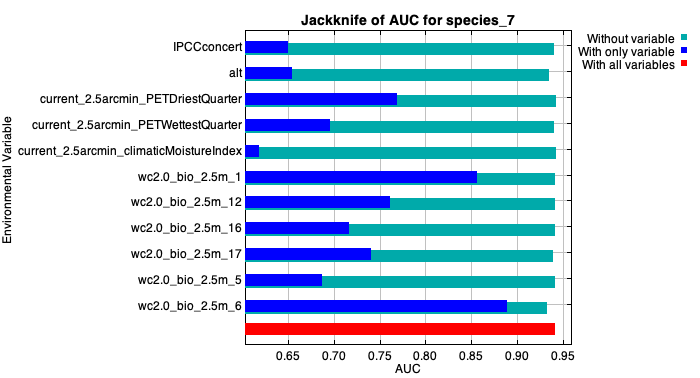 Jackknife of AUC for species_7
Without variable
With only variable
With all variables
Environmental Variable
IPCCconcert
alt
current_2.5arcmin_PETDriestQuarter
current_2.5arcmin_PETWettestQuarter
current_2.5arcmin_climaticMoistureIndex
wc2.0_bio_2.5m_1
wc2.0_bio_2.5m_12
wc2.0_bio_2.5m_16
wc2.0_bio_2.5m_17
wc2.0_bio_2.5m_5
wc2.0_bio_2.5m_6
0.65 0.70 0.75 0.80 0.85 0.90 0.95
AUC